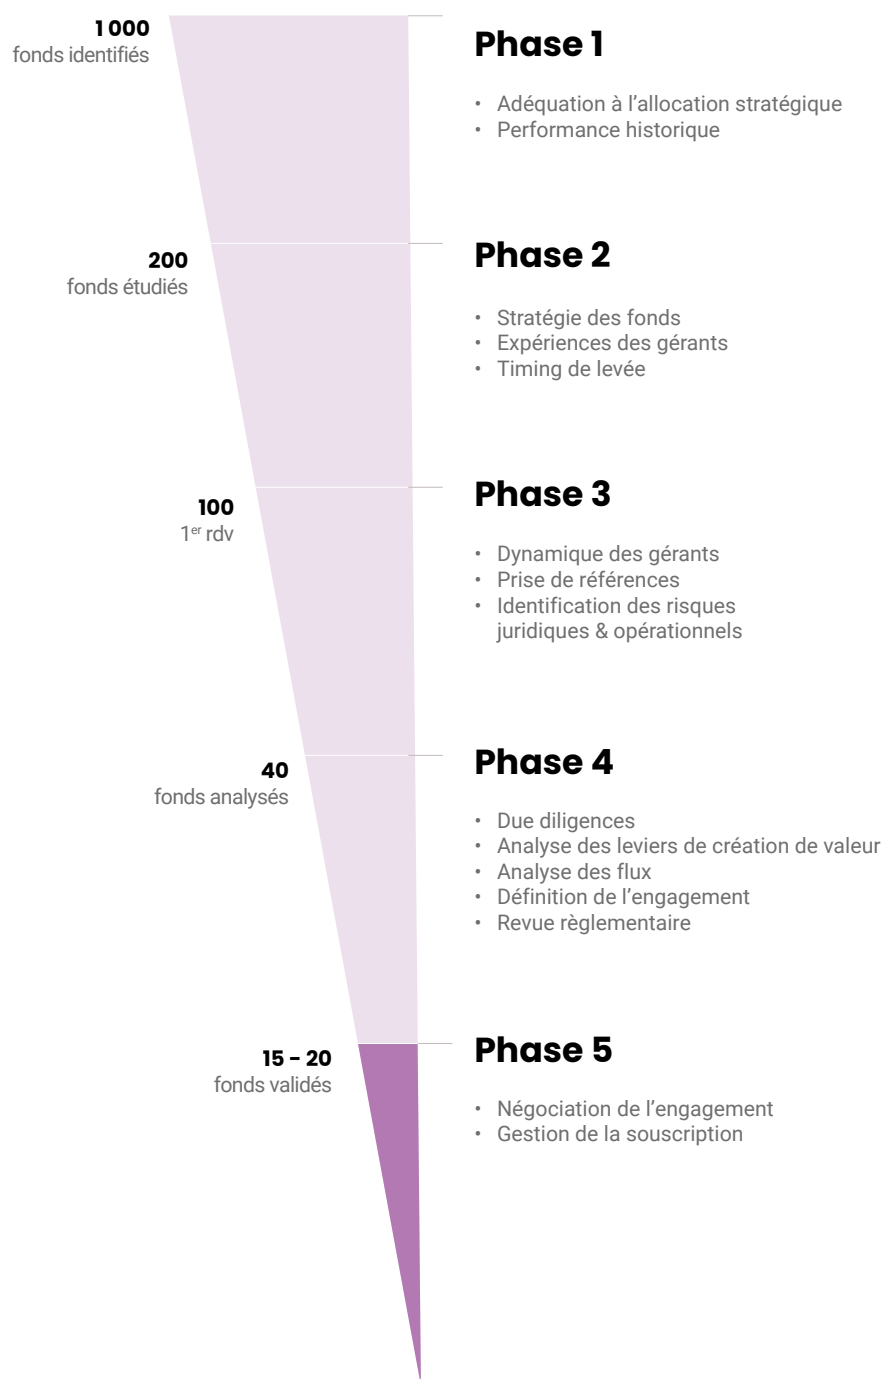 1 000
fonds identifiés
Phase 1
• Adéquation à l’allocation stratégique
• Performance historique
200
fonds étudiés
Phase 2
• Stratégie des fonds
• Expériences des gérants
• Timing de levée
100
1er rdv
Phase 3
• Dynamique des gérants
• Prise de références
• Identification des risques
juridiques & opérationnels
40
fonds analysés
Phase 4
• Due diligences
• Analyse des leviers de création de valeur
• Analyse des flux
• Définition de l’engagement
• Revue règlementaire
15 – 20
fonds validés
Phase 5
• Négociation de l’engagement
• Gestion de la souscription